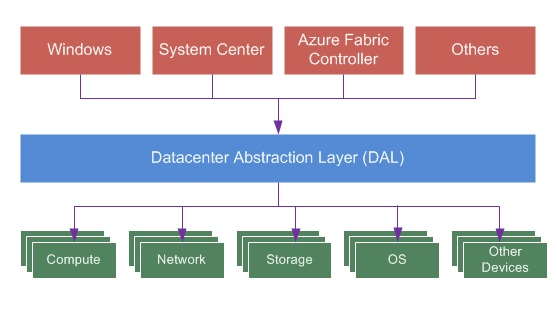 Windows
System Center
Azure Fabric
Controller
Others
Datacenter Abstraction Layer (DAL)
Compute
Network
Storage
OS
Other
Devices